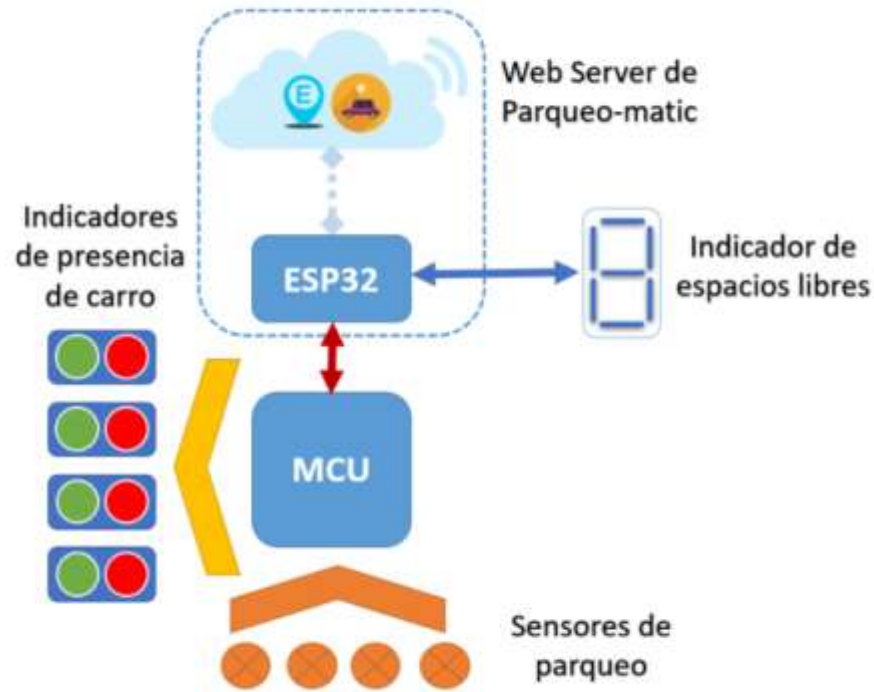 Web Server de
Parqueo-matic
E
Indicadores
de presencia
de carro
ESP32
Indicador de
espacios libres
MCU
Sensores de
parqueo